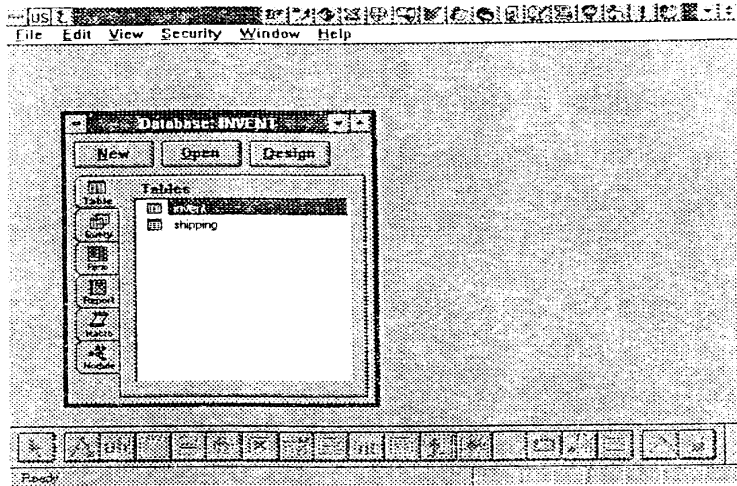 US
File Edit View Security Window Help
Database: INVENT
New Open Design
Table
Tables
invent
shipping
Query
Form
Report
Macro
Module
Ready